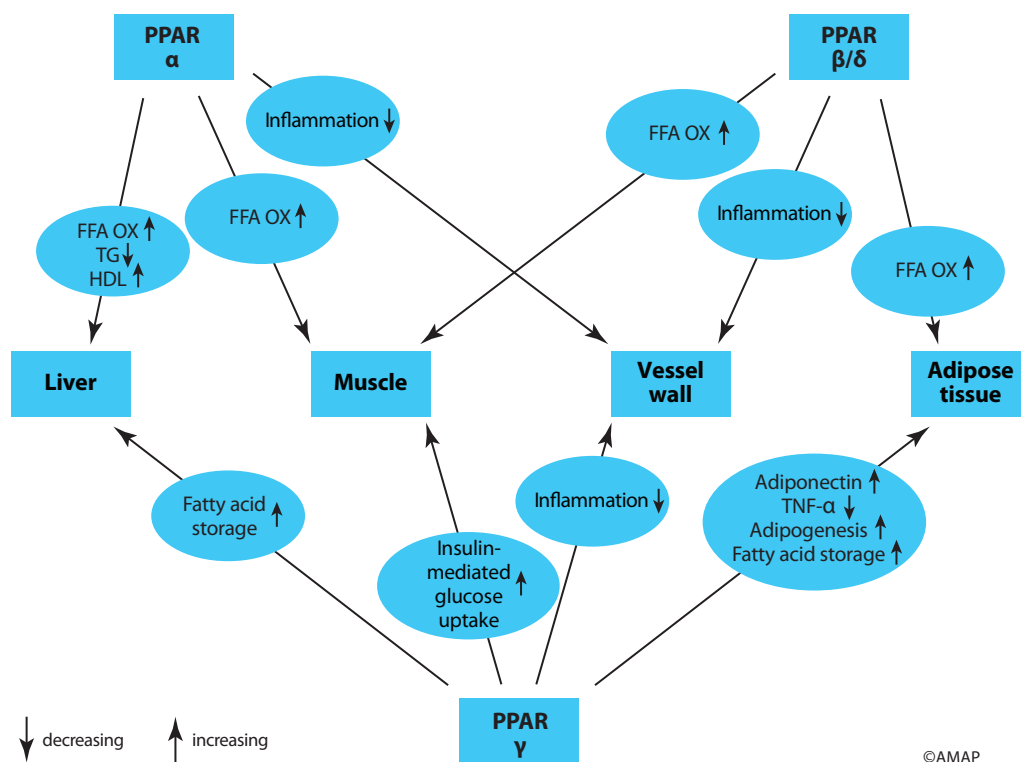 PPAR
α
PPAR
β/δ
Inflammation ↓
FFA OX ↑
FFA OX ↑
TG ↓
HDL ↑
FFA OX ↑
Inflammation ↓
FFA OX ↑
Liver
Muscle
Vessel
wall
Adipose
tissue
Fatty acid
storage ↑
Insulin-
mediated
glucose
uptake ↑
Inflammation ↓
Adiponectin ↑
TNF-α ↓
Adipogenesis ↑
Fatty acid storage ↑
PPAR
γ
↓ decreasing
↑ increasing
©AMAP